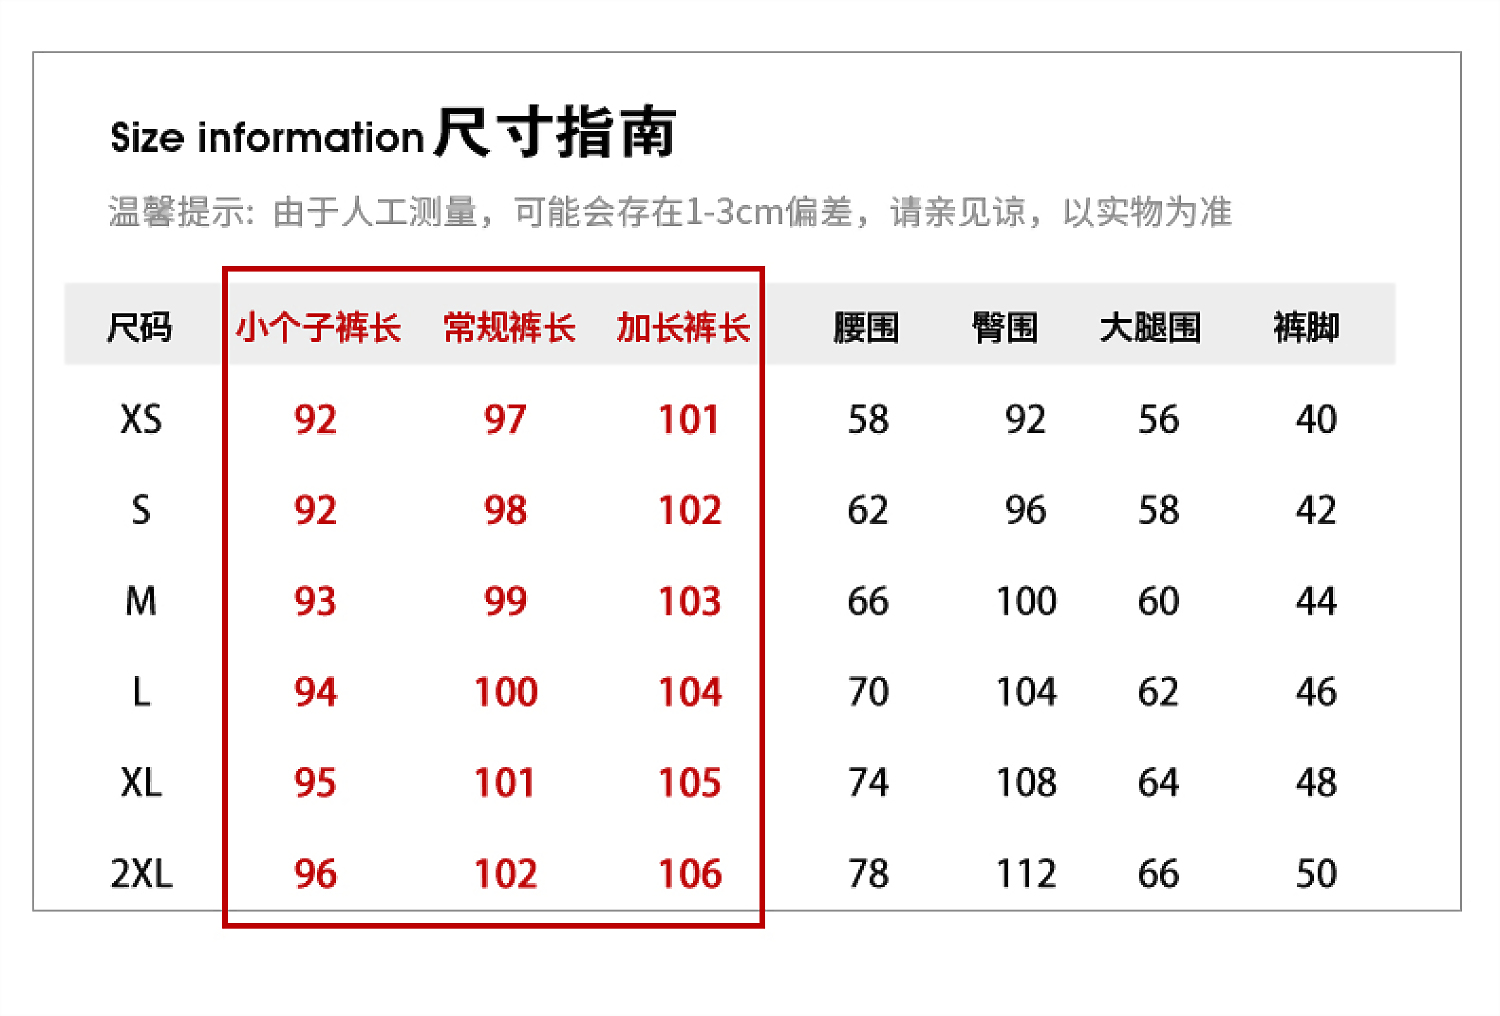 Size information 尺寸指南
温馨提示: 由于人工测量，可能会存在1-3cm偏差，请亲见谅，以实物为准
尺码 小个子裤长 常规裤长 加长裤长 腰围 臀围 大腿围 裤脚
XS 92 97 101 58 92 56 40
S 92 98 102 62 96 58 42
M 93 99 103 66 100 60 44
L 94 100 104 70 104 62 46
XL 95 101 105 74 108 64 48
2XL 96 102 106 78 112 66 50